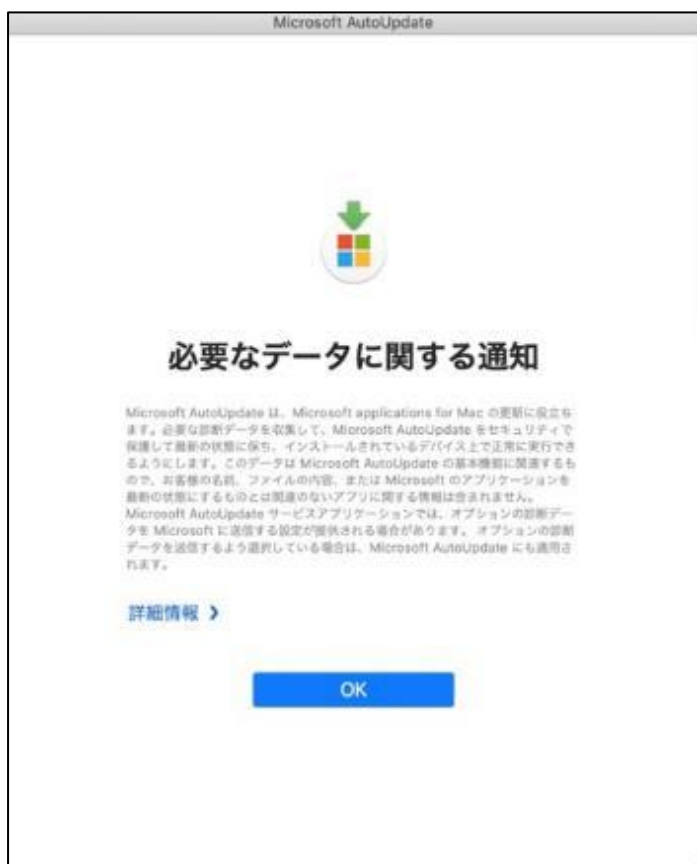 Microsoft AutoUpdate
必要なデータに関する通知
Microsoft AutoUpdate は、Microsoft applications for Mac の更新に役立ち
ます。必要な診断データを収集して、Microsoft AutoUpdate をセキュリティで
保護して最新の状態に保ち、インストールされているデバイス上で正常に実行でき
るようにします。このデータは Microsoft AutoUpdate の基本機能に関連するも
ので、お客様の名前、ファイルの内容、または Microsoft のアプリケーションを
最新の状態にするものとは関連のないアプリに関する情報は含まれません。
Microsoft AutoUpdate サービスアプリケーションでは、オプションの診断デー
タを Microsoft に送信する設定が提供される場合があります。 オプションの診断
データを送信するよう選択している場合は、Microsoft AutoUpdate にも適用さ
れます。
詳細情報 ❯
OK